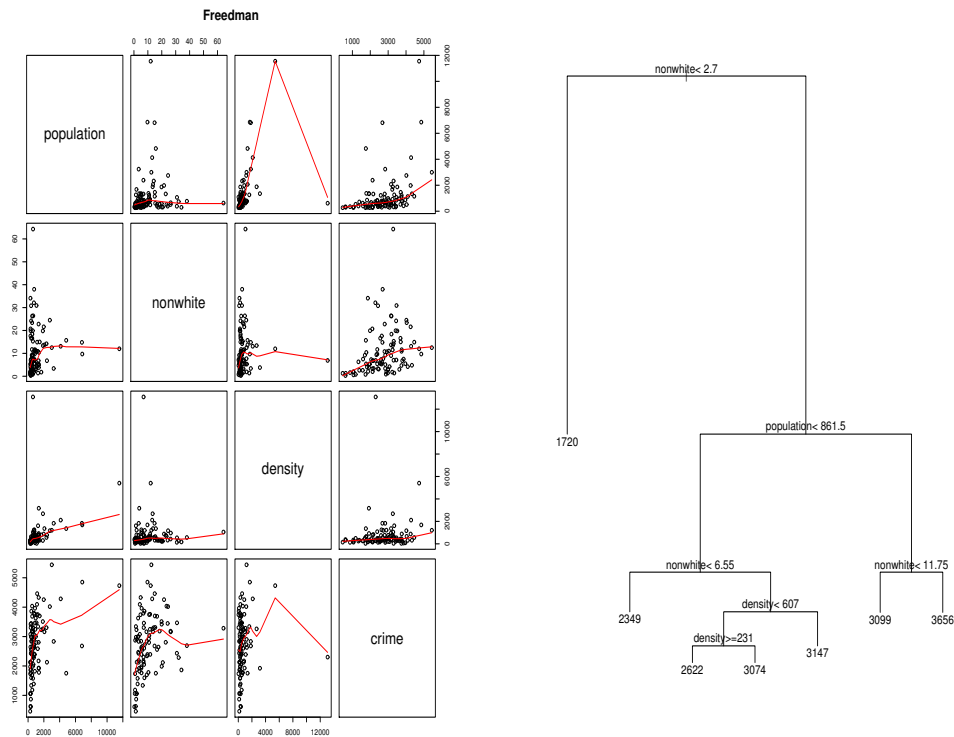 Freedman
0 10 20 30 40 50 60
1000 3000 5000
population
0 2000 4000 8000 12000
0 10 20 30 40 50 60
nonwhite
density
0 2000 6000 10000
1000 2000 3000 4000 5000
crime
0 2000 6000 12000
0 4000 8000 13000
nonwhite< 2.7
1720
population< 861.5
nonwhite< 6.55
nonwhite< 11.75
2349
density< 607
3099
3656
density>=231
3147
2622
3074